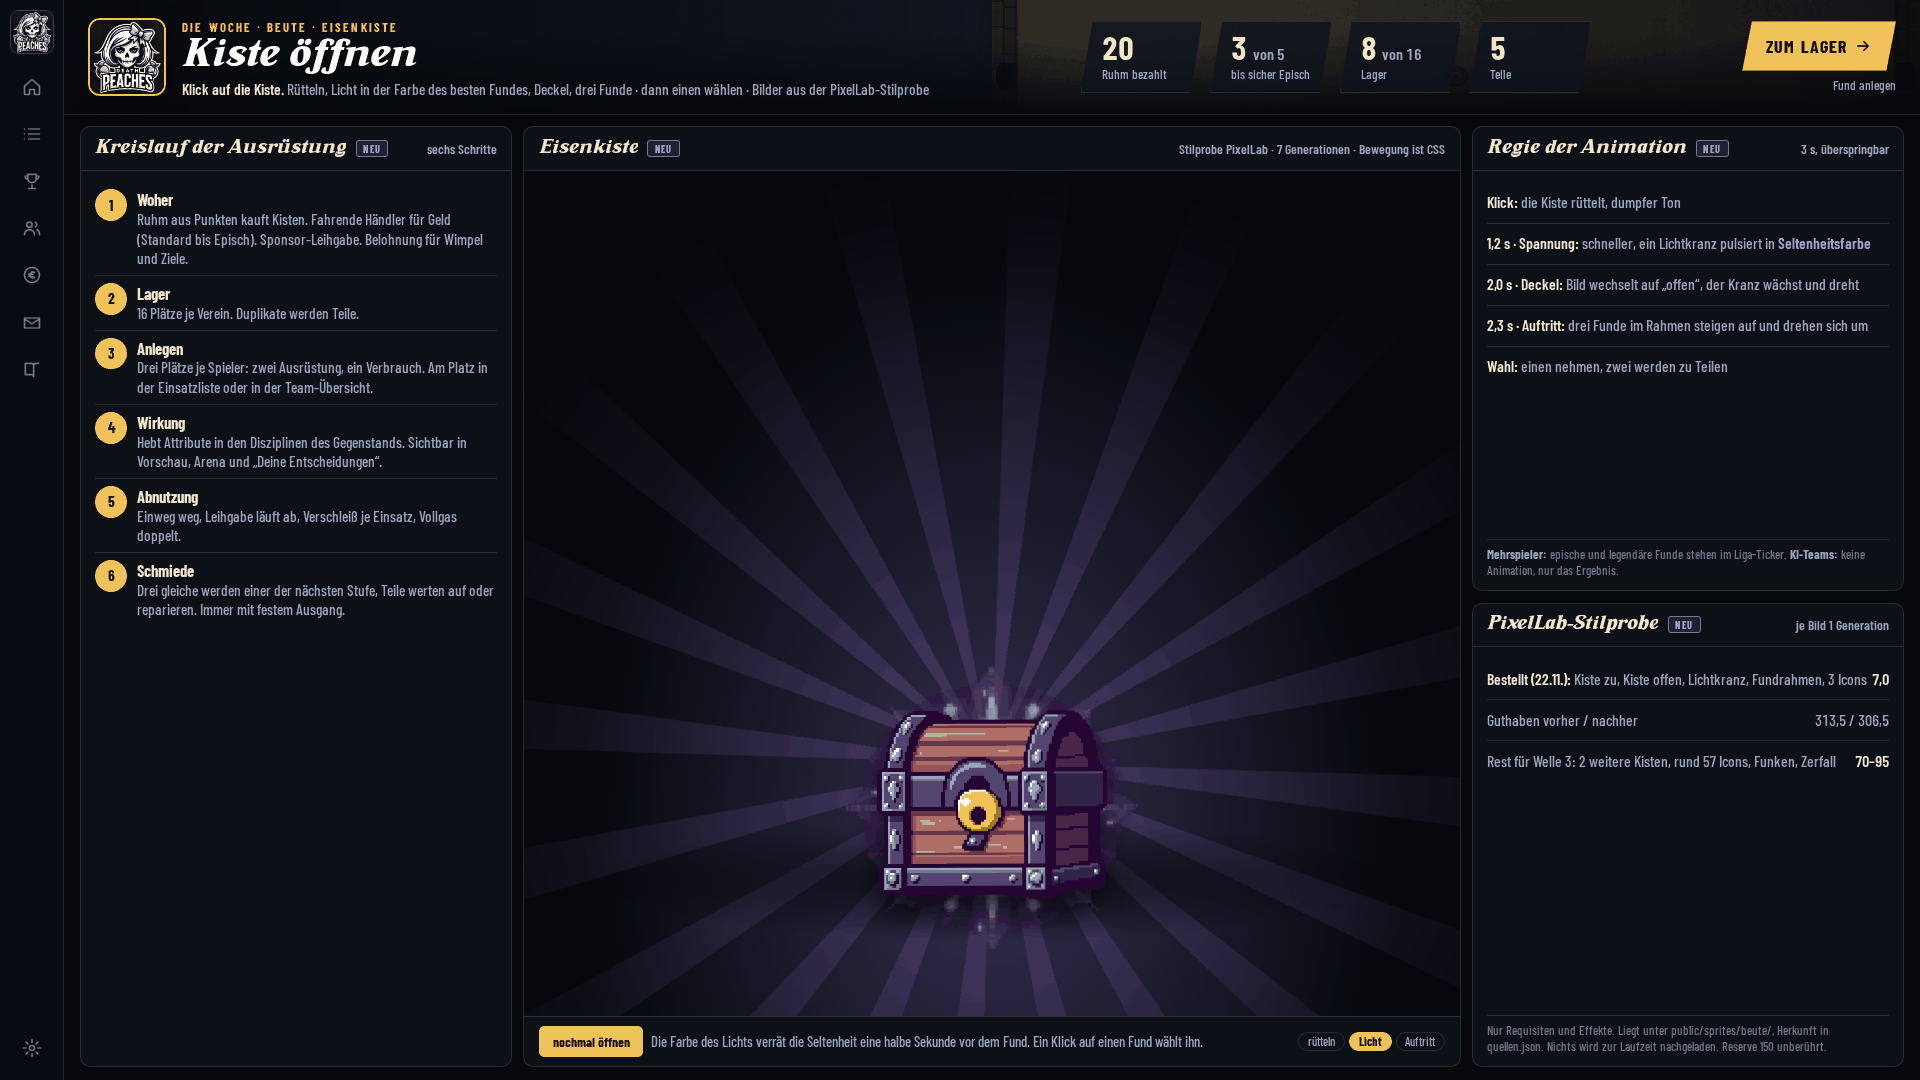 DIE WOCHE · BEUTE · EISENKISTE
Kiste öffnen
Klick auf die Kiste. Rütteln, Licht in der Farbe des besten Fundes, Deckel, drei Funde · dann einen wählen · Bilder aus der PixelLab-Stilprobe
20
Ruhm bezahlt
3 von 5
bis sicher Episch
8 von 16
Lager
5
Teile
ZUM LAGER →
Fund anlegen
PEACHES
DEATH
PEACHES
Kreislauf der Ausrüstung NEU sechs Schritte
1 Woher
Ruhm aus Punkten kauft Kisten. Fahrende Händler für Geld
(Standard bis Episch). Sponsor-Leihgabe. Belohnung für Wimpel
und Ziele.
2 Lager
16 Plätze je Verein. Duplikate werden Teile.
3 Anlegen
Drei Plätze je Spieler: zwei Ausrüstung, ein Verbrauch. Am Platz in
der Einsatzliste oder in der Team-Übersicht.
4 Wirkung
Hebt Attribute in den Disziplinen des Gegenstands. Sichtbar in
Vorschau, Arena und „Deine Entscheidungen“.
5 Abnutzung
Einweg weg, Leihgabe läuft ab, Verschleiß je Einsatz, Vollgas
doppelt.
6 Schmiede
Drei gleiche werden einer der nächsten Stufe, Teile werten auf oder
reparieren. Immer mit festem Ausgang.
Eisenkiste NEU Stilprobe PixelLab · 7 Generationen · Bewegung ist CSS
nochmal öffnen Die Farbe des Lichts verrät die Seltenheit eine halbe Sekunde vor dem Fund. Ein Klick auf einen Fund wählt ihn. rütteln Licht Auftritt
Regie der Animation NEU 3 s, überspringbar
Klick: die Kiste rüttelt, dumpfer Ton
1,2 s · Spannung: schneller, ein Lichtkranz pulsiert in Seltenheitsfarbe
2,0 s · Deckel: Bild wechselt auf „offen“, der Kranz wächst und dreht
2,3 s · Auftritt: drei Funde im Rahmen steigen auf und drehen sich um
Wahl: einen nehmen, zwei werden zu Teilen
Mehrspieler: epische und legendäre Funde stehen im Liga-Ticker. KI-Teams: keine
Animation, nur das Ergebnis.
PixelLab-Stilprobe NEU je Bild 1 Generation
Bestellt (22.11.): Kiste zu, Kiste offen, Lichtkranz, Fundrahmen, 3 Icons 7,0
Guthaben vorher / nachher 313,5 / 306,5
Rest für Welle 3: 2 weitere Kisten, rund 57 Icons, Funken, Zerfall 70–95
Nur Requisiten und Effekte. Liegt unter public/sprites/beute/, Herkunft in
quellen.json. Nichts wird zur Laufzeit nachgeladen. Reserve 150 unberührt.